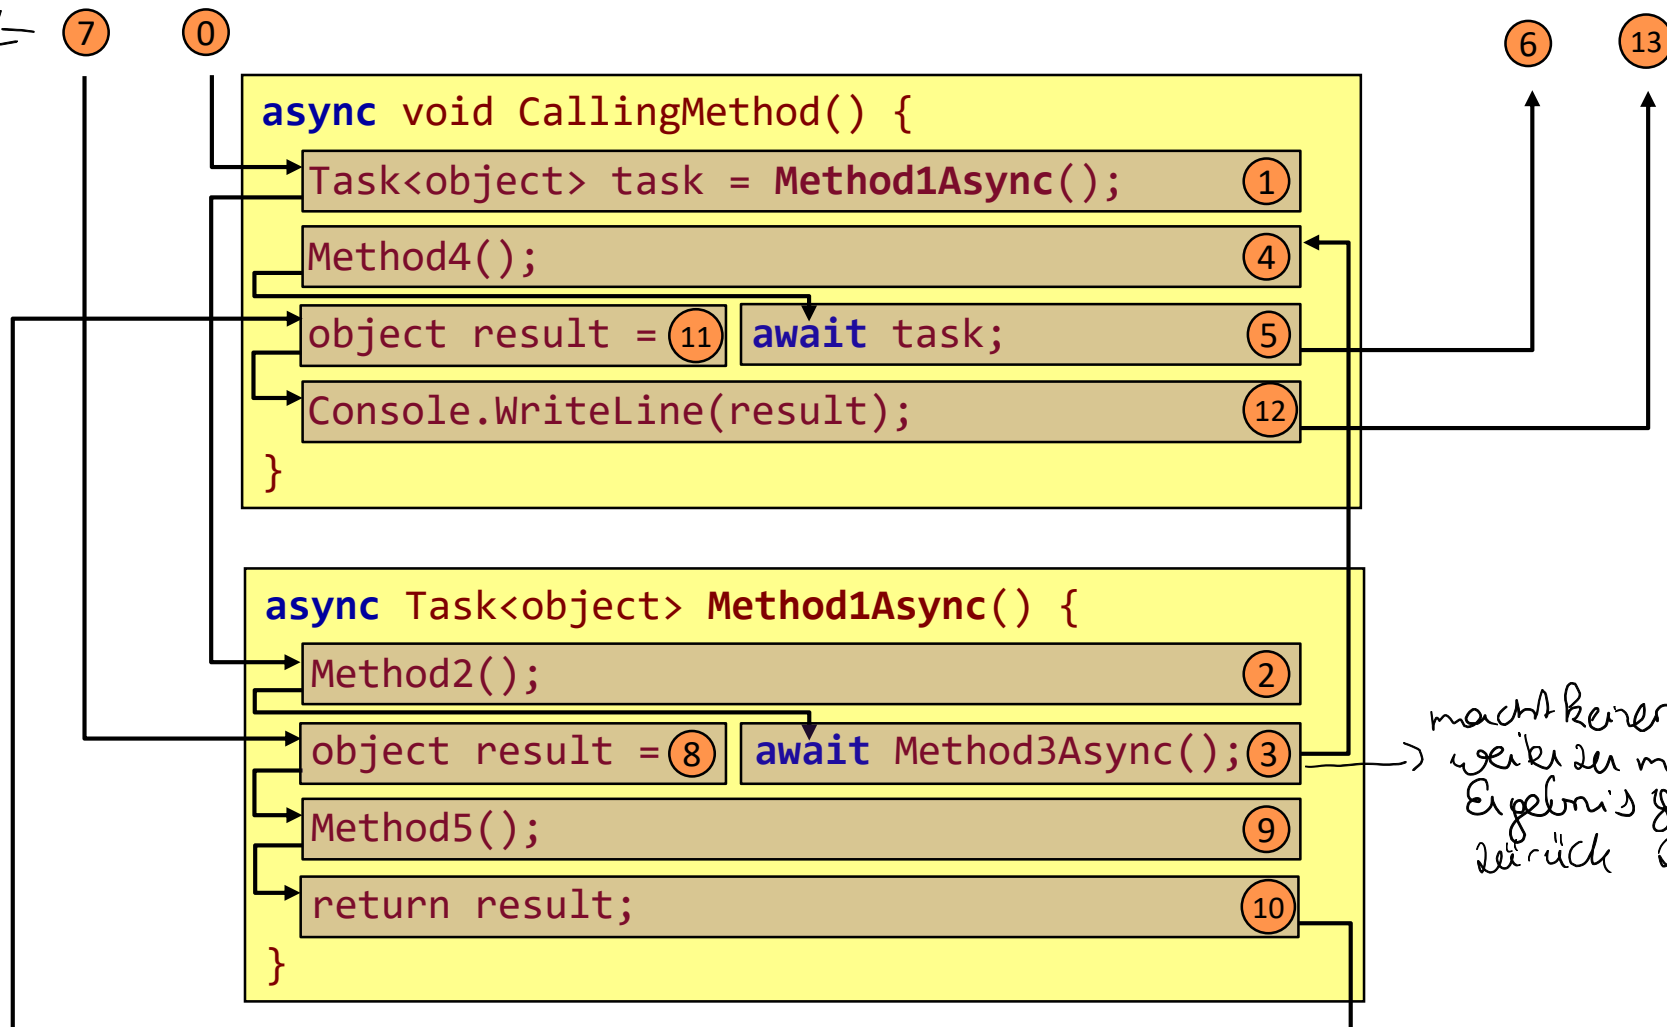 7 0 6 13
async void CallingMethod() {
Task<object> task = Method1Async(); 1
Method4(); 4
object result = 11 await task; 5
Console.WriteLine(result); 12
}
async Task<object> Method1Async() {
Method2(); 2
object result = 8 await Method3Async(); 3
Method5(); 9
return result; 10
}
macht keinen
weiter zu m
Ergebnis g
zurück